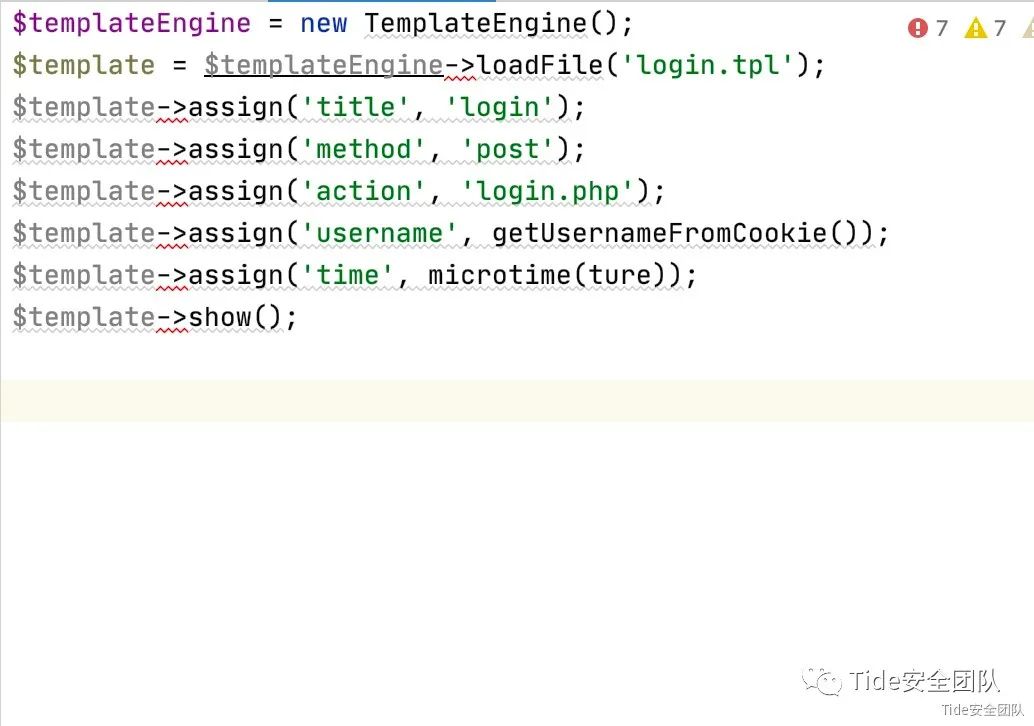 $templateEngine = new TemplateEngine();
7 7
$template = $templateEngine->loadFile('login.tpl');
$template->assign('title', 'login');
$template->assign('method', 'post');
$template->assign('action', 'login.php');
$template->assign('username', getUsernameFromCookie());
$template->assign('time', microtime(ture));
$template->show();
Tide安全团队
Tide安全团队